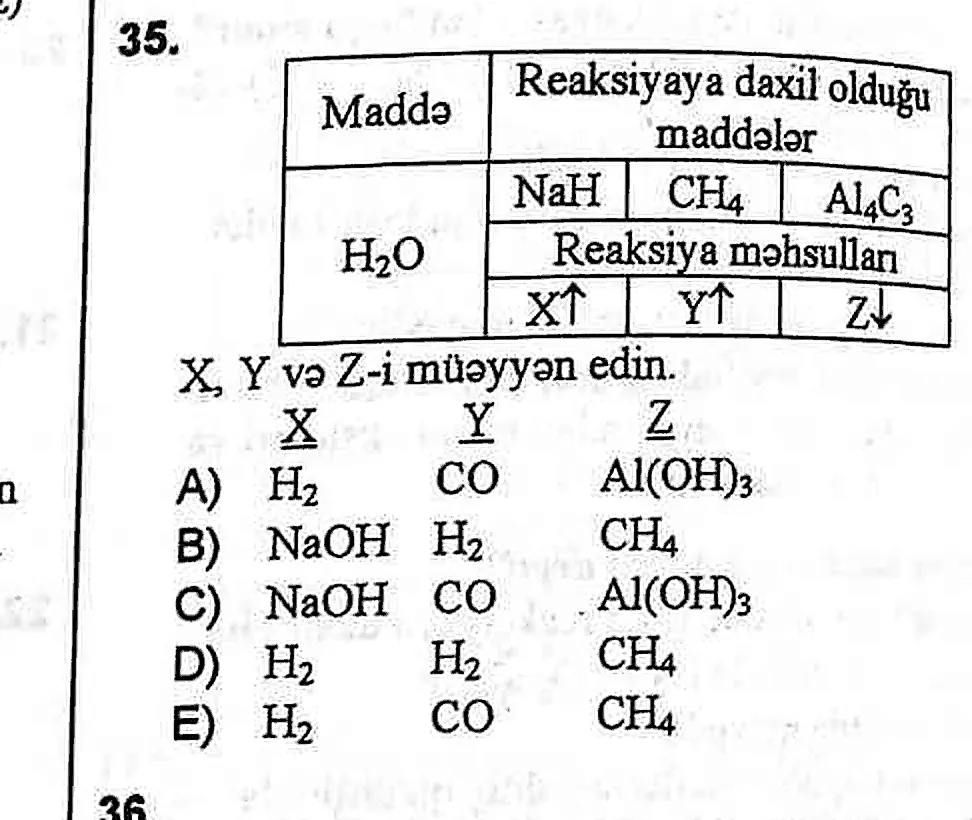 35.
Maddə
Reaksiyaya daxil olduğu
maddələr
NaH CH₄ Al₄C₃
H₂O
Reaksiya məhsulları
X↑ Y↑ Z↓
X, Y və Z-i müəyyən edin.
X Y Z
A) H₂ CO Al(OH)₃
B) NaOH H₂ CH₄
C) NaOH CO Al(OH)₃
D) H₂ H₂ CH₄
E) H₂ CO CH₄
36